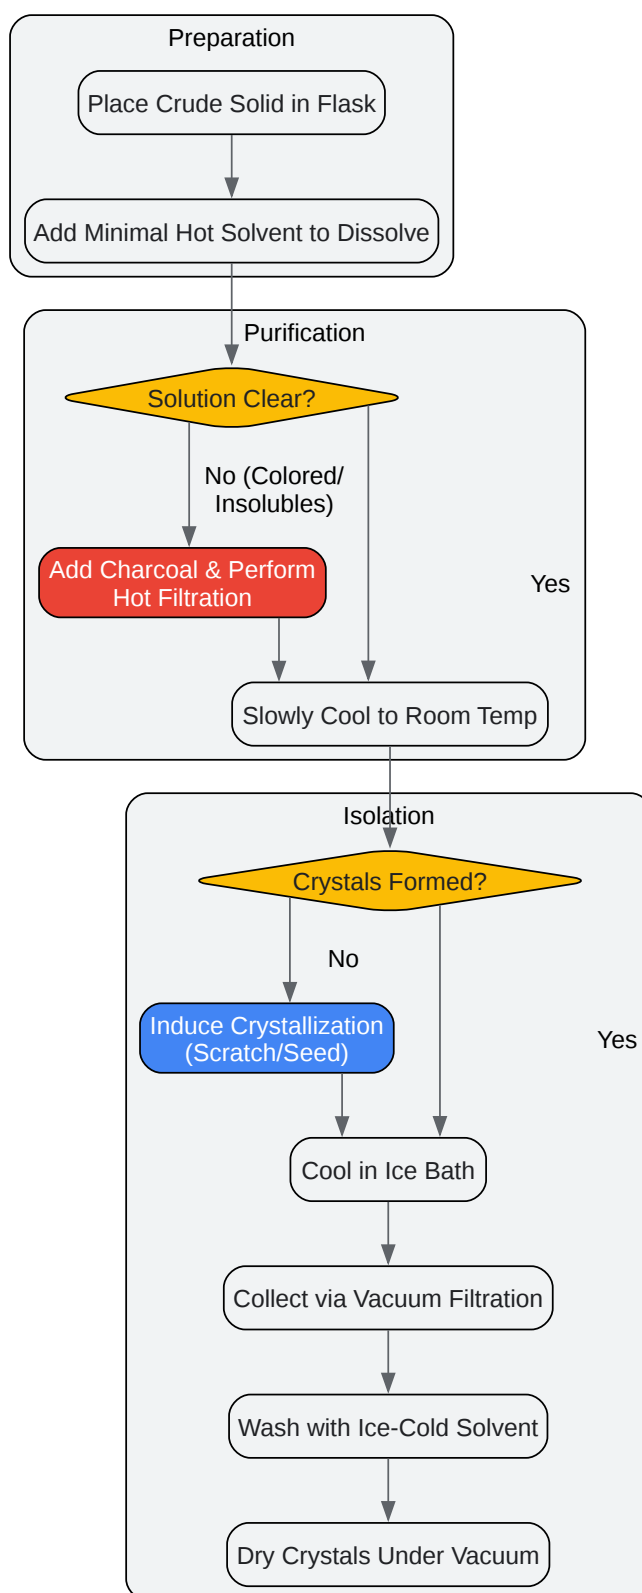 Preparation
Place Crude Solid in Flask
Add Minimal Hot Solvent to Dissolve
Purification
Solution Clear?
No (Colored/
Insolubles)
Add Charcoal & Perform
Hot Filtration
Yes
Slowly Cool to Room Temp
Isolation
Crystals Formed?
No
Induce Crystallization
(Scratch/Seed)
Yes
Cool in Ice Bath
Collect via Vacuum Filtration
Wash with Ice-Cold Solvent
Dry Crystals Under Vacuum